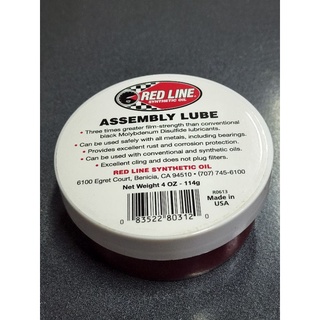 RED LINE
SYNTHETIC OIL
ASSEMBLY LUBE
• Three times greater film-strength than conventional
black Molybdenum Disulfide lubricants.
• Can be used safely with all metals, including bearings.
• Provides excellent rust and corrosion protection.
• Can be used with conventional and synthetic oils.
• Excellent cling and does not plug filters.
RED LINE SYNTHETIC OIL
6100 Egret Court, Benicia, CA 94510 • (707) 745-6100
Net Weight 4 OZ - 114g
R0613
Made in
USA
0 83522 80312 0